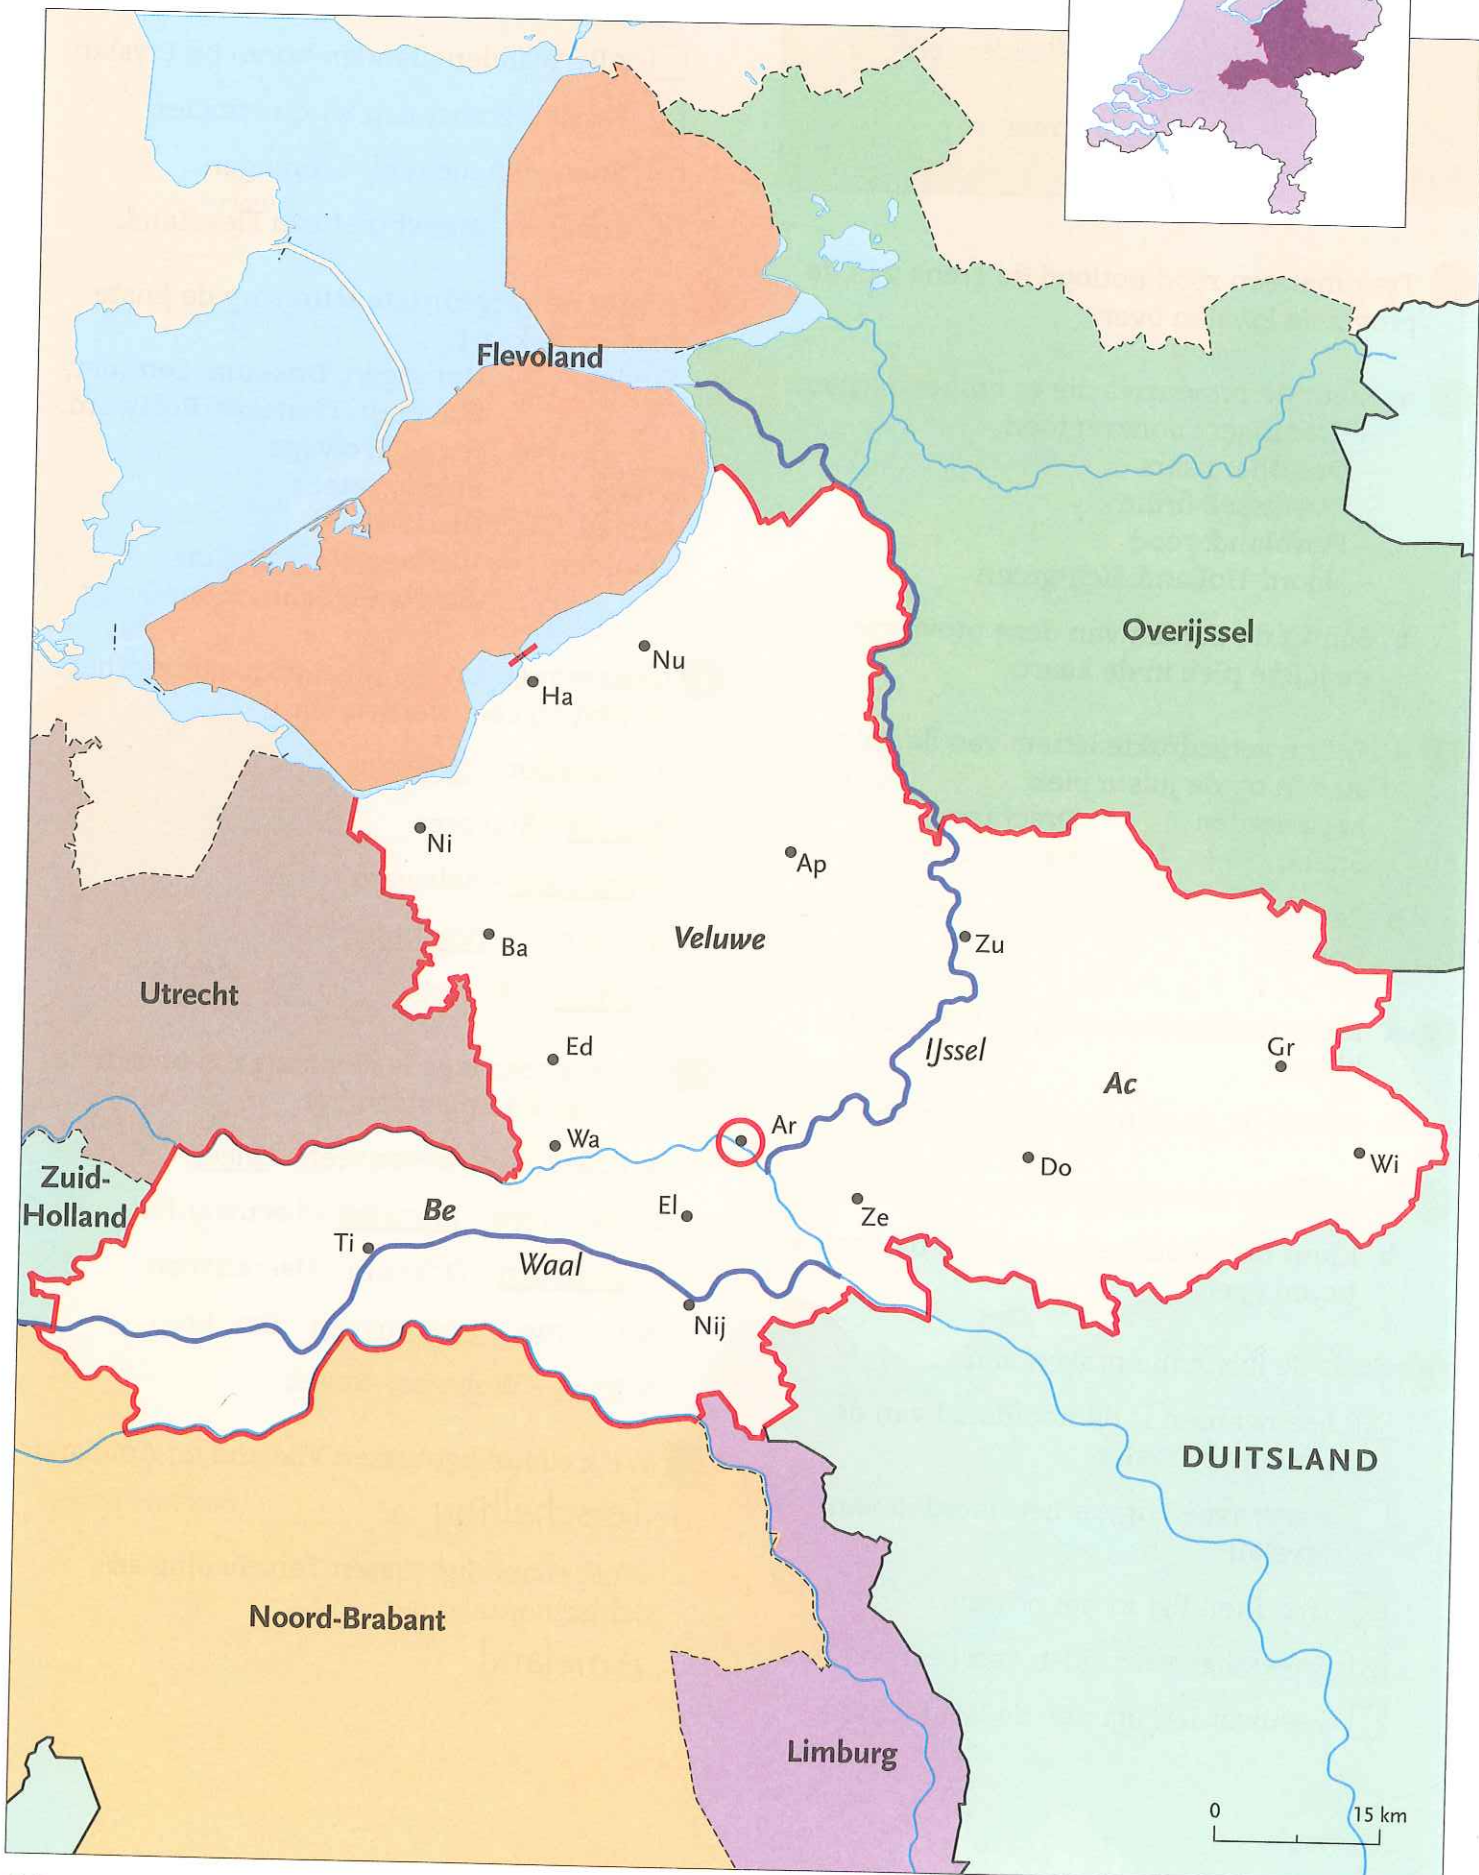 Flevoland
Overijssel
Nu
Ha
Ni
Ap
Veluwe
Ba
Zu
Utrecht
Ed
IJssel
Gr
Ac
Ar
Wa
Do
Wi
Zuid-
Holland
Be
El
Ze
Ti
Waal
Nij
DUITSLAND
Noord-Brabant
Limburg
0
15 km